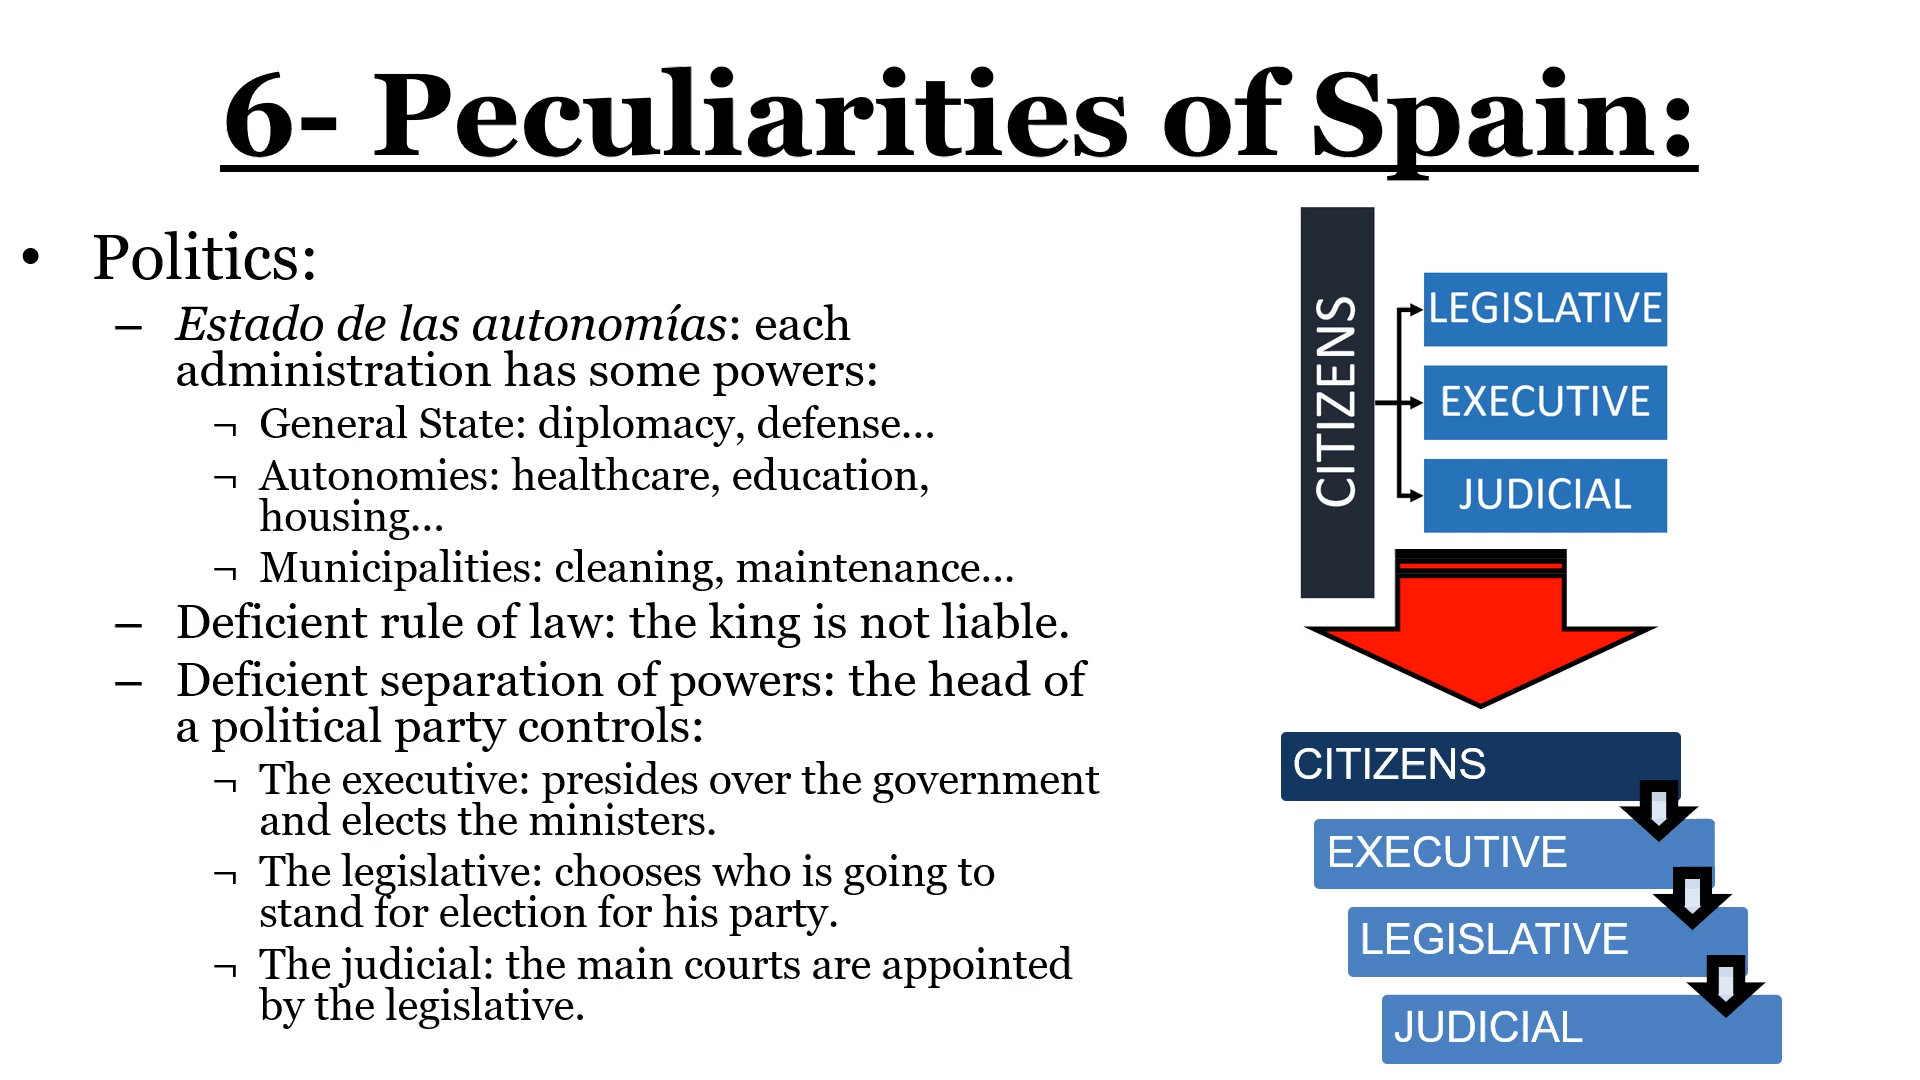 6- Peculiarities of Spain:
• Politics:
– Estado de las autonomías: each
administration has some powers:
¬ General State: diplomacy, defense...
¬ Autonomies: healthcare, education,
housing...
¬ Municipalities: cleaning, maintenance...
– Deficient rule of law: the king is not liable.
– Deficient separation of powers: the head of
a political party controls:
¬ The executive: presides over the government
and elects the ministers.
¬ The legislative: chooses who is going to
stand for election for his party.
¬ The judicial: the main courts are appointed
by the legislative.
CITIZENS
LEGISLATIVE
EXECUTIVE
JUDICIAL
CITIZENS
EXECUTIVE
LEGISLATIVE
JUDICIAL